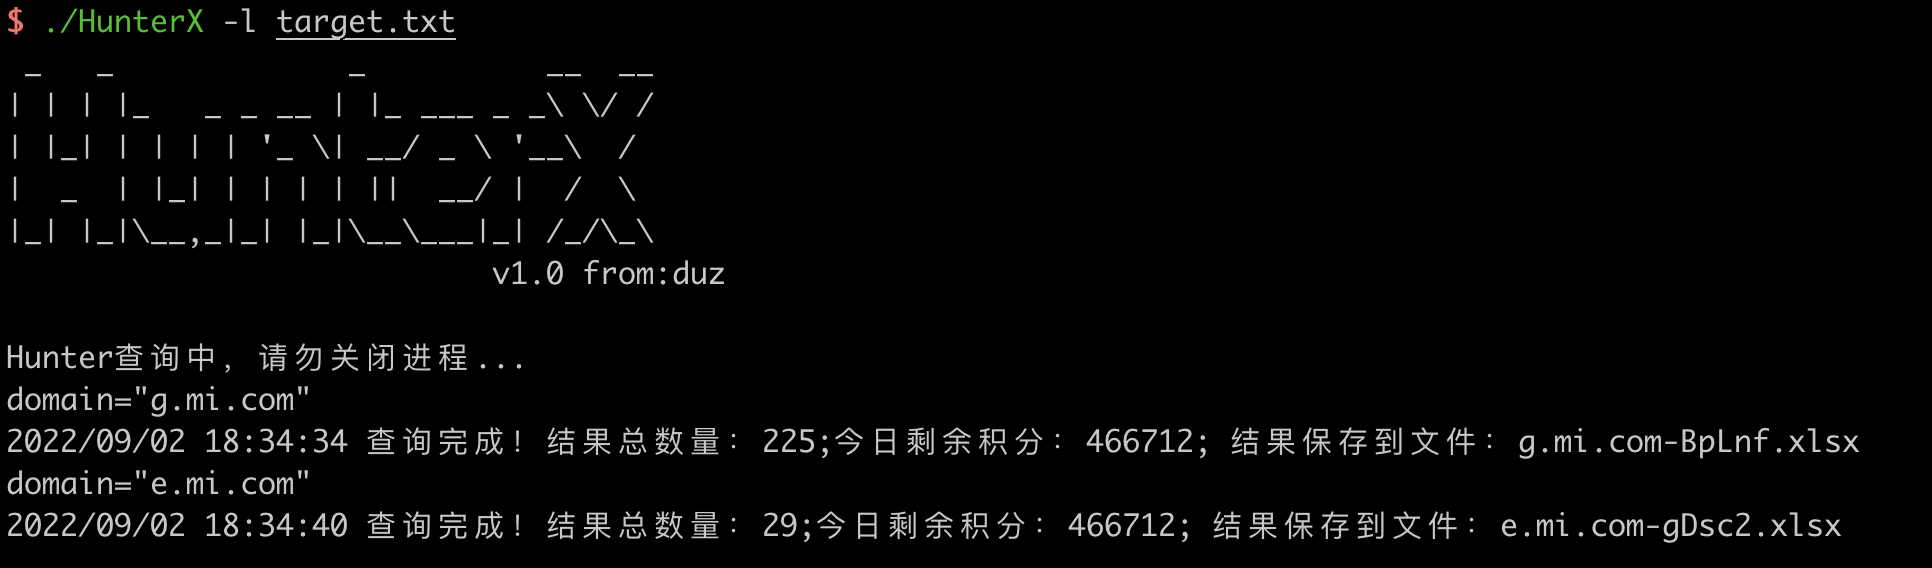 $ ./HunterX -l target.txt
 _   _             _          __  __
| | | |_   _ _ __ | |_ ___ _ _\ \/ /
| |_| | | | | '_ \| __/ _ \ '__\  /
|  _  | |_| | | | | ||  __/ |  /  \
|_| |_|\__,_|_| |_|\__\___|_| /_/\_\
v1.0 from:duz
Hunter查询中, 请勿关闭进程...
domain="g.mi.com"
2022/09/02 18:34:34 查询完成! 结果总数量: 225;今日剩余积分: 466712; 结果保存到文件: g.mi.com-BpLnf.xlsx
domain="e.mi.com"
2022/09/02 18:34:40 查询完成! 结果总数量: 29;今日剩余积分: 466712; 结果保存到文件: e.mi.com-gDsc2.xlsx